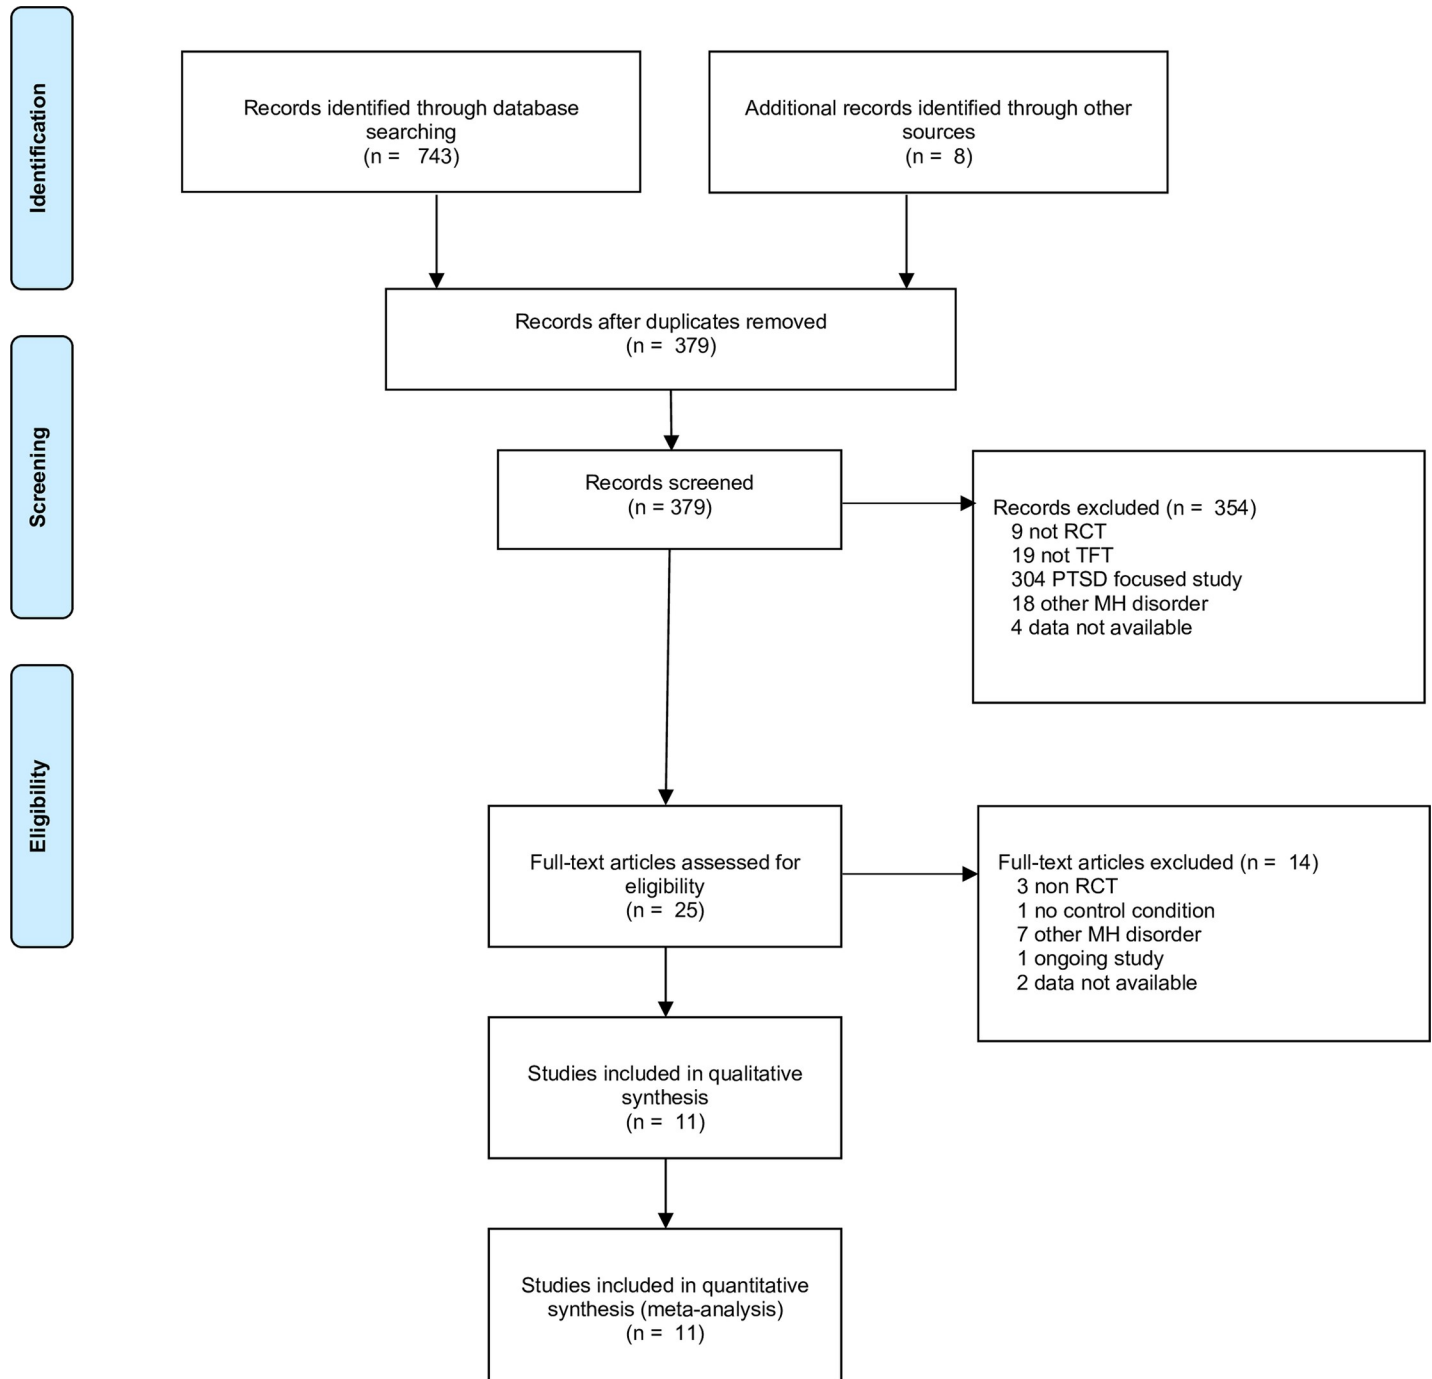 Identification
Records identified through database
searching
(n = 743)
Additional records identified through other
sources
(n = 8)
Records after duplicates removed
(n = 379)
Screening
Records screened
(n = 379)
Records excluded (n = 354)
9 not RCT
19 not TFT
304 PTSD focused study
18 other MH disorder
4 data not available
Eligibility
Full-text articles assessed for
eligibility
(n = 25)
Full-text articles excluded (n = 14)
3 non RCT
1 no control condition
7 other MH disorder
1 ongoing study
2 data not available
Studies included in qualitative
synthesis
(n = 11)
Studies included in quantitative
synthesis (meta-analysis)
(n = 11)